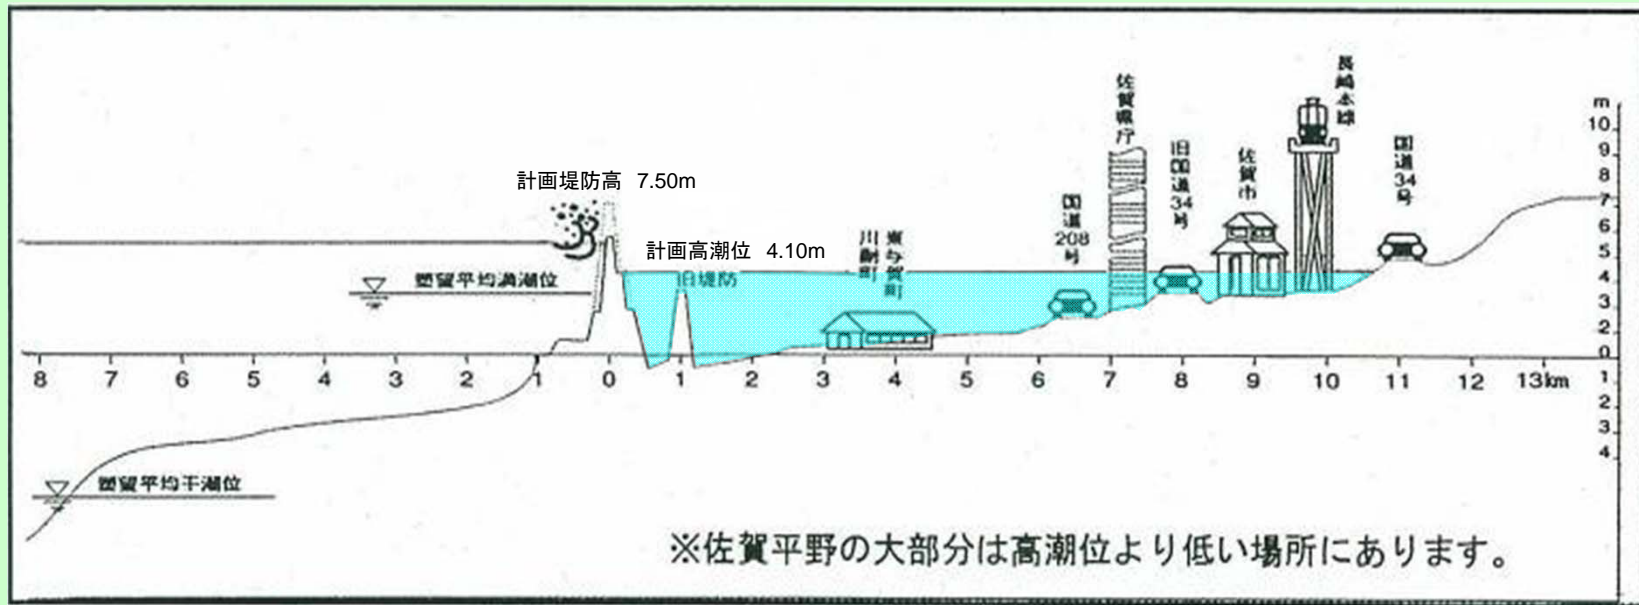 計画堤防高 7.50m
計画高潮位 4.10m
旧堤防
平均満潮位
平均干潮位
川副町
東与賀町
国道208号
佐賀県庁
旧国道34号
佐賀市
長崎本線
国道34号
m
10
9
8
7
6
5
4
3
2
0
1
2
3
4
8 7 6 5 4 3 2 1 0 1 2 3 4 5 6 7 8 9 10 11 12 13km
※佐賀平野の大部分は高潮位より低い場所にあります。